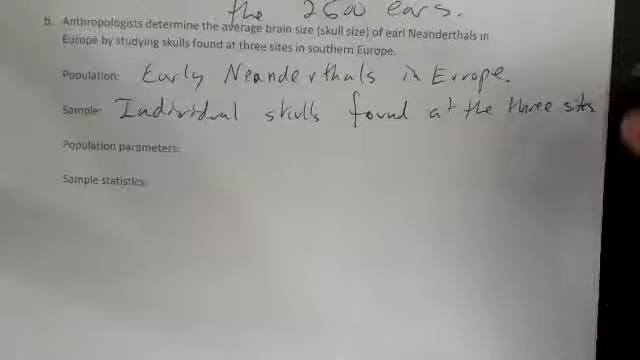 the 2600 ears.
b. Anthropologists determine the average brain size (skull size) of earl Neanderthals in
Europe by studying skulls found at three sites in southern Europe.
Population: Early Neanderthals in Europe.
Sample: Individual skulls found at the three sites.
Population parameters:
Sample statistics: